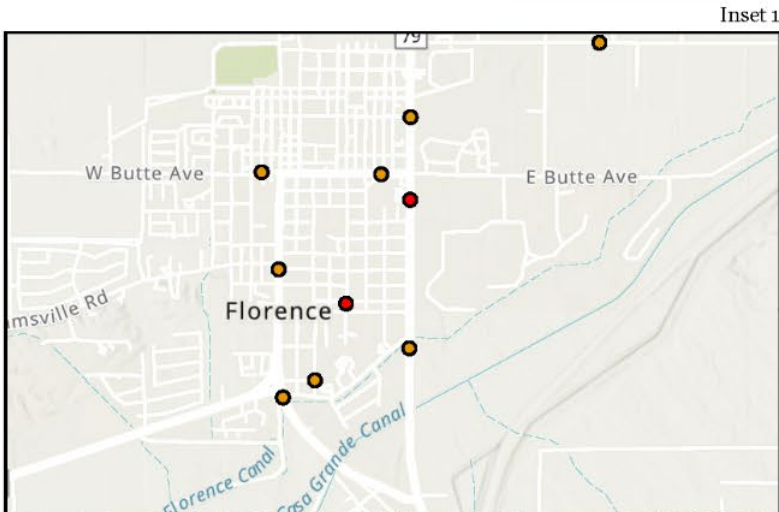 Inset 1
79
W Butte Ave
E Butte Ave
Florence
msville Rd
Florence Canal
Casa Grande Canal